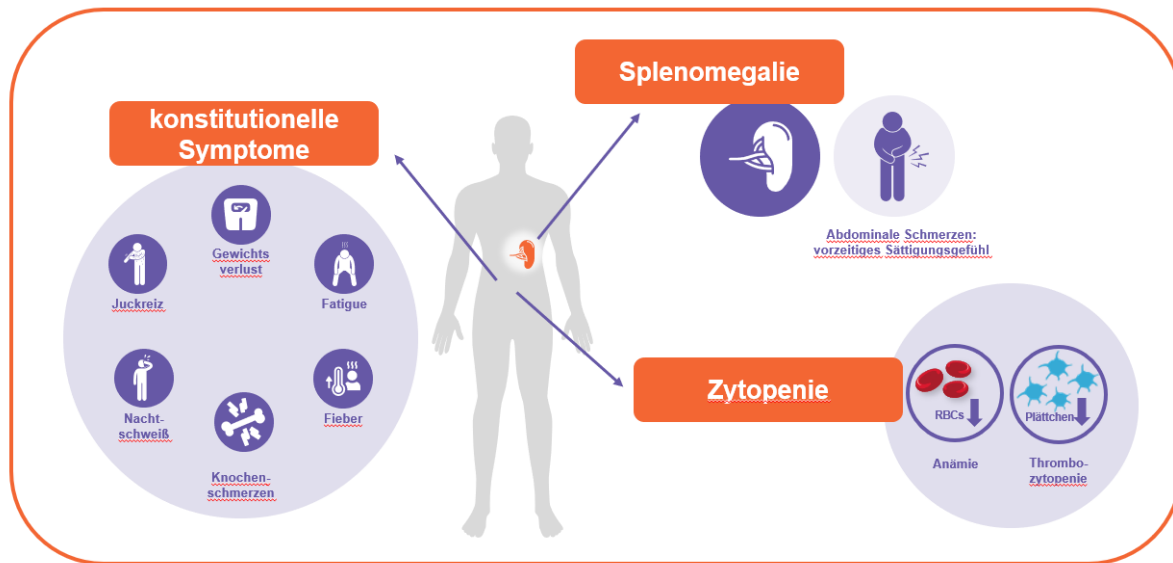 konstitutionelle
Symptome
Gewichts
verlust
Juckreiz
Fatigue
Nacht-
schweiß
Fieber
Knochen-
schmerzen
Splenomegalie
Abdominale Schmerzen:
vorzeitiges Sättigungsgefühl
Zytopenie
RBCs
Plättchen
Anämie
Thrombo-
zytopenie